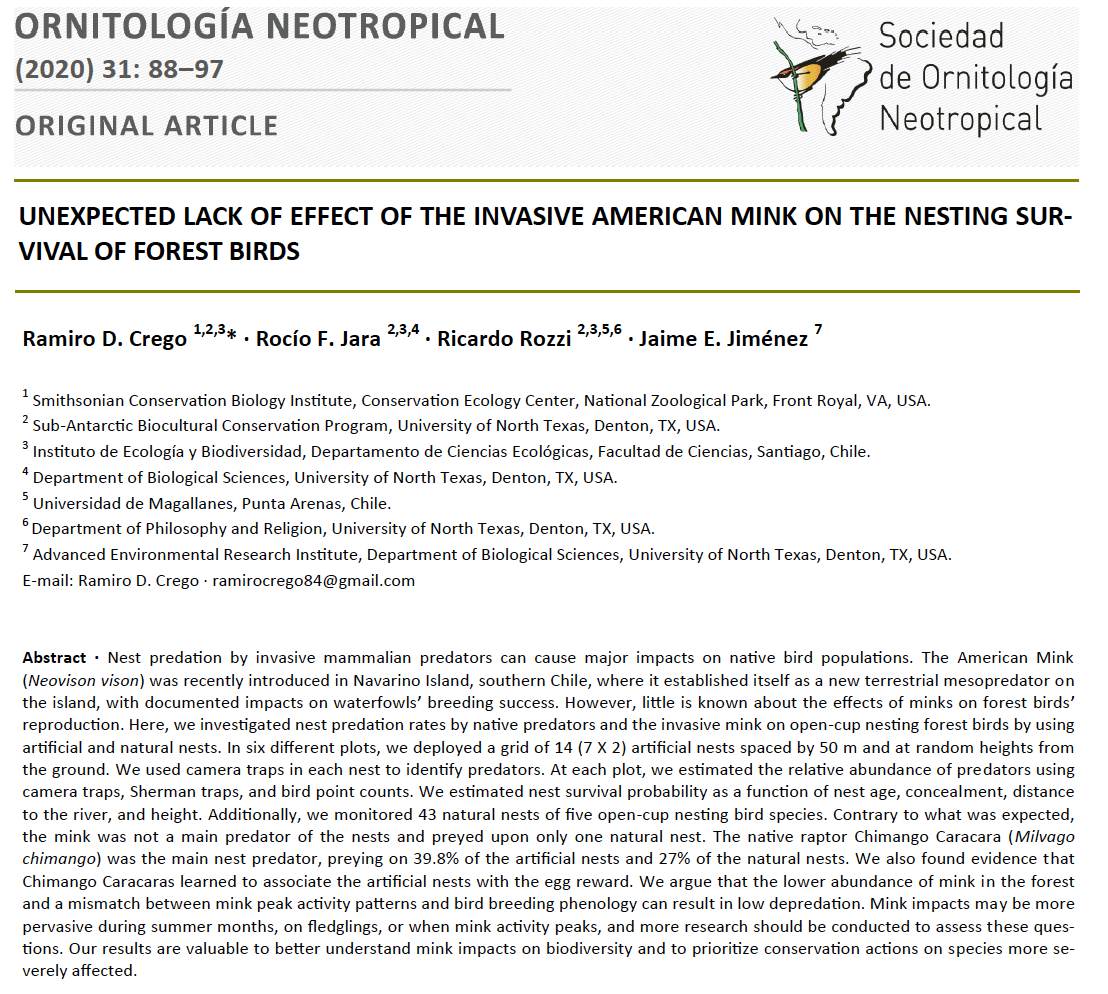 ORNITOLOGÍA NEOTROPICAL
(2020) 31: 88–97
ORIGINAL ARTICLE
Sociedad
de Ornitología
Neotropical
UNEXPECTED LACK OF EFFECT OF THE INVASIVE AMERICAN MINK ON THE NESTING SUR-
VIVAL OF FOREST BIRDS
Ramiro D. Crego 1,2,3* · Rocío F. Jara 2,3,4 · Ricardo Rozzi 2,3,5,6 · Jaime E. Jiménez 7
1 Smithsonian Conservation Biology Institute, Conservation Ecology Center, National Zoological Park, Front Royal, VA, USA.
2 Sub-Antarctic Biocultural Conservation Program, University of North Texas, Denton, TX, USA.
3 Instituto de Ecología y Biodiversidad, Departamento de Ciencias Ecológicas, Facultad de Ciencias, Santiago, Chile.
4 Department of Biological Sciences, University of North Texas, Denton, TX, USA.
5 Universidad de Magallanes, Punta Arenas, Chile.
6 Department of Philosophy and Religion, University of North Texas, Denton, TX, USA.
7 Advanced Environmental Research Institute, Department of Biological Sciences, University of North Texas, Denton, TX, USA.
E-mail: Ramiro D. Crego · ramirocrego84@gmail.com
Abstract · Nest predation by invasive mammalian predators can cause major impacts on native bird populations. The American Mink
(Neovison vison) was recently introduced in Navarino Island, southern Chile, where it established itself as a new terrestrial mesopredator on
the island, with documented impacts on waterfowls’ breeding success. However, little is known about the effects of minks on forest birds’
reproduction. Here, we investigated nest predation rates by native predators and the invasive mink on open-cup nesting forest birds by using
artificial and natural nests. In six different plots, we deployed a grid of 14 (7 X 2) artificial nests spaced by 50 m and at random heights from
the ground. We used camera traps in each nest to identify predators. At each plot, we estimated the relative abundance of predators using
camera traps, Sherman traps, and bird point counts. We estimated nest survival probability as a function of nest age, concealment, distance
to the river, and height. Additionally, we monitored 43 natural nests of five open-cup nesting bird species. Contrary to what was expected,
the mink was not a main predator of the nests and preyed upon only one natural nest. The native raptor Chimango Caracara (Milvago
chimango) was the main nest predator, preying on 39.8% of the artificial nests and 27% of the natural nests. We also found evidence that
Chimango Caracaras learned to associate the artificial nests with the egg reward. We argue that the lower abundance of mink in the forest
and a mismatch between mink peak activity patterns and bird breeding phenology can result in low depredation. Mink impacts may be more
pervasive during summer months, on fledglings, or when mink activity peaks, and more research should be conducted to assess these ques-
tions. Our results are valuable to better understand mink impacts on biodiversity and to prioritize conservation actions on species more se-
verely affected.